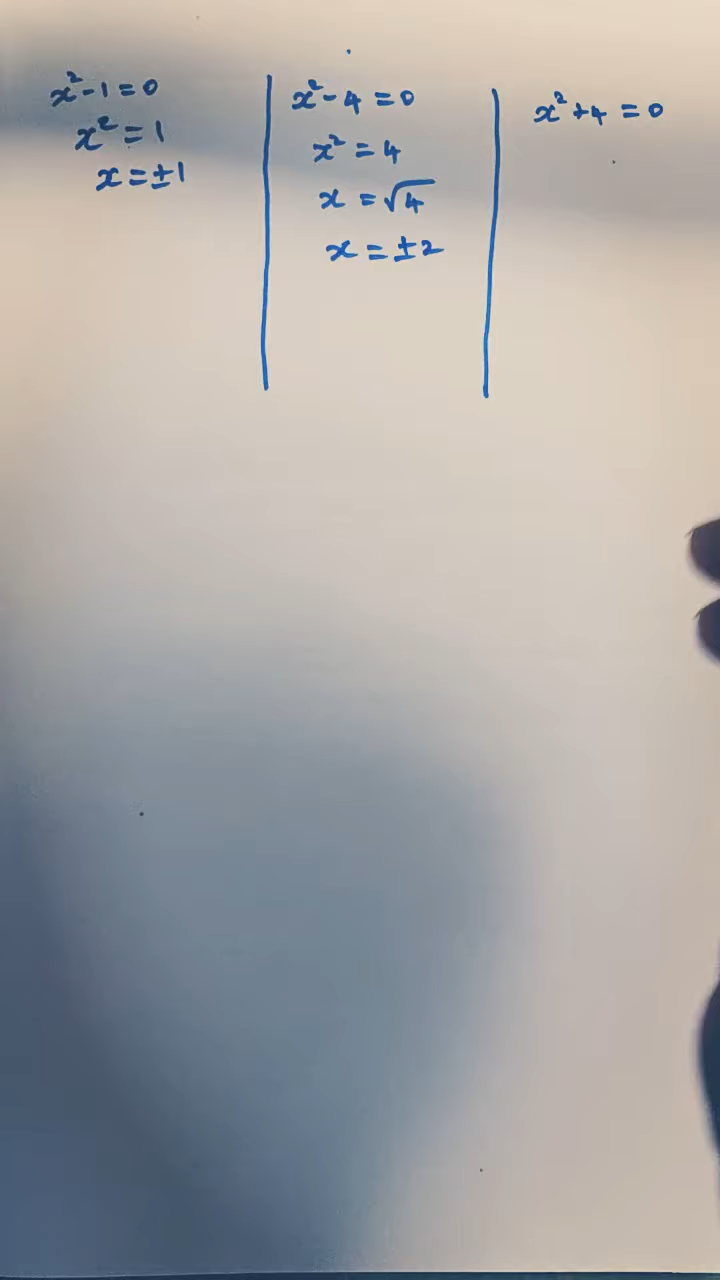 x² - 1 = 0
x² = 1
x = ±1
x² - 4 = 0
x² = 4
x = √4
x = ±2
x² + 4 = 0